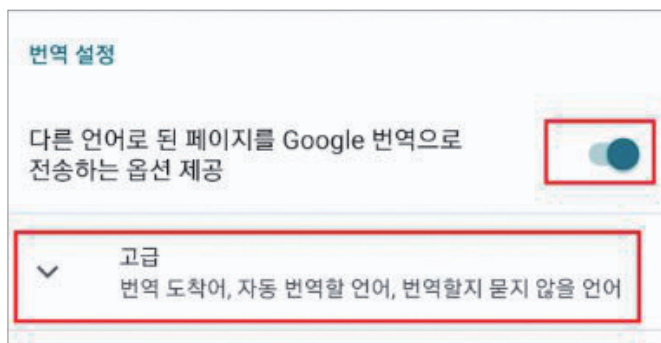 번역 설정
다른 언어로 된 페이지를 Google 번역으로
전송하는 옵션 제공
고급
번역 도착어, 자동 번역할 언어, 번역할지 묻지 않을 언어